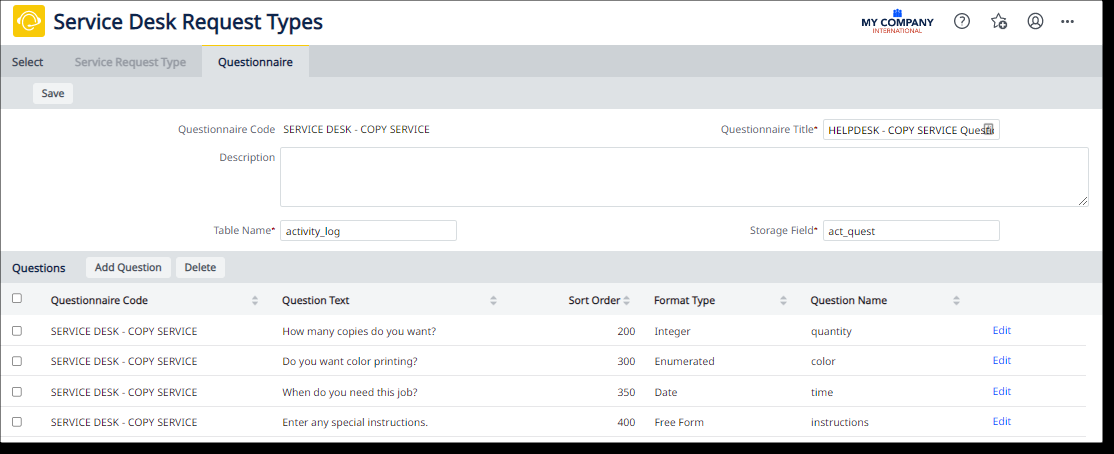 Service Desk Request Types
MY COMPANY
INTERNATIONAL
Select Service Request Type Questionnaire
Save
Questionnaire Code SERVICE DESK - COPY SERVICE Questionnaire Title* HELPDESK - COPY SERVICE
Description
Table Name* activity_log Storage Field* act_quest
Questions Add Question Delete
Questionnaire Code Question Text Sort Order Format Type Question Name
SERVICE DESK - COPY SERVICE How many copies do you want? 200 Integer quantity Edit
SERVICE DESK - COPY SERVICE Do you want color printing? 300 Enumerated color Edit
SERVICE DESK - COPY SERVICE When do you need this job? 350 Date time Edit
SERVICE DESK - COPY SERVICE Enter any special instructions. 400 Free Form instructions Edit